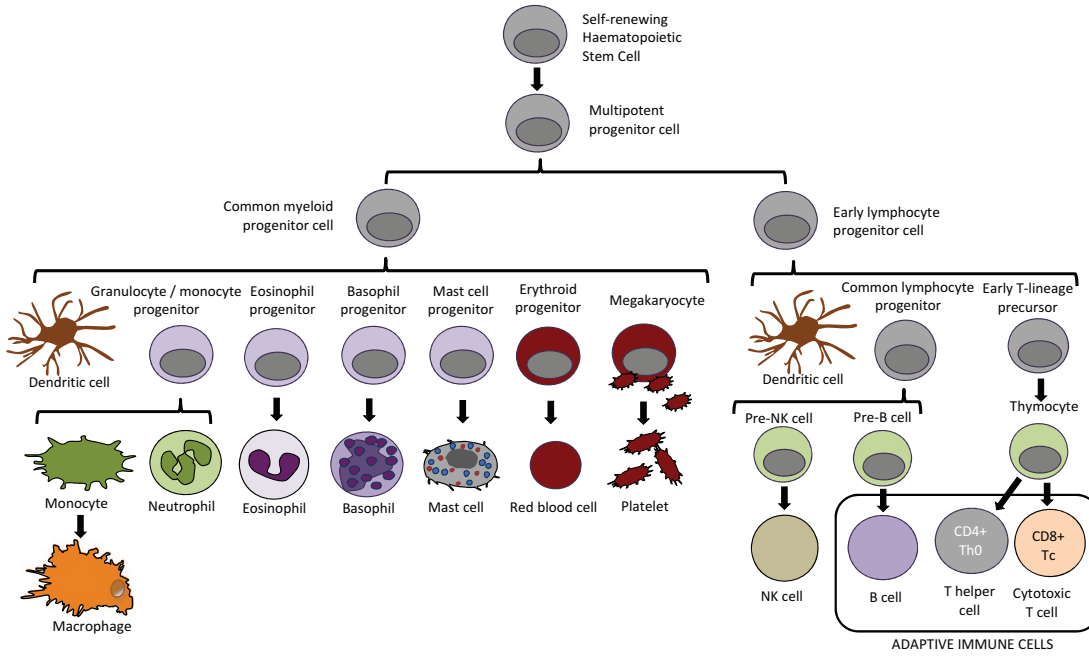 Self-renewing
Haematopoietic
Stem Cell
Multipotent
progenitor cell
Common myeloid
progenitor cell
Early lymphocyte
progenitor cell
Granulocyte / monocyte
progenitor
Eosinophil
progenitor
Basophil
progenitor
Mast cell
progenitor
Erythroid
progenitor
Megakaryocyte
Common lymphocyte
progenitor
Early T-lineage
precursor
Dendritic cell
Dendritic cell
Pre-NK cell
Pre-B cell
Thymocyte
Monocyte
Neutrophil
Eosinophil
Basophil
Mast cell
Red blood cell
Platelet
CD4+
Th0
CD8+
Tc
NK cell
B cell
T helper
cell
Cytotoxic
T cell
Macrophage
ADAPTIVE IMMUNE CELLS